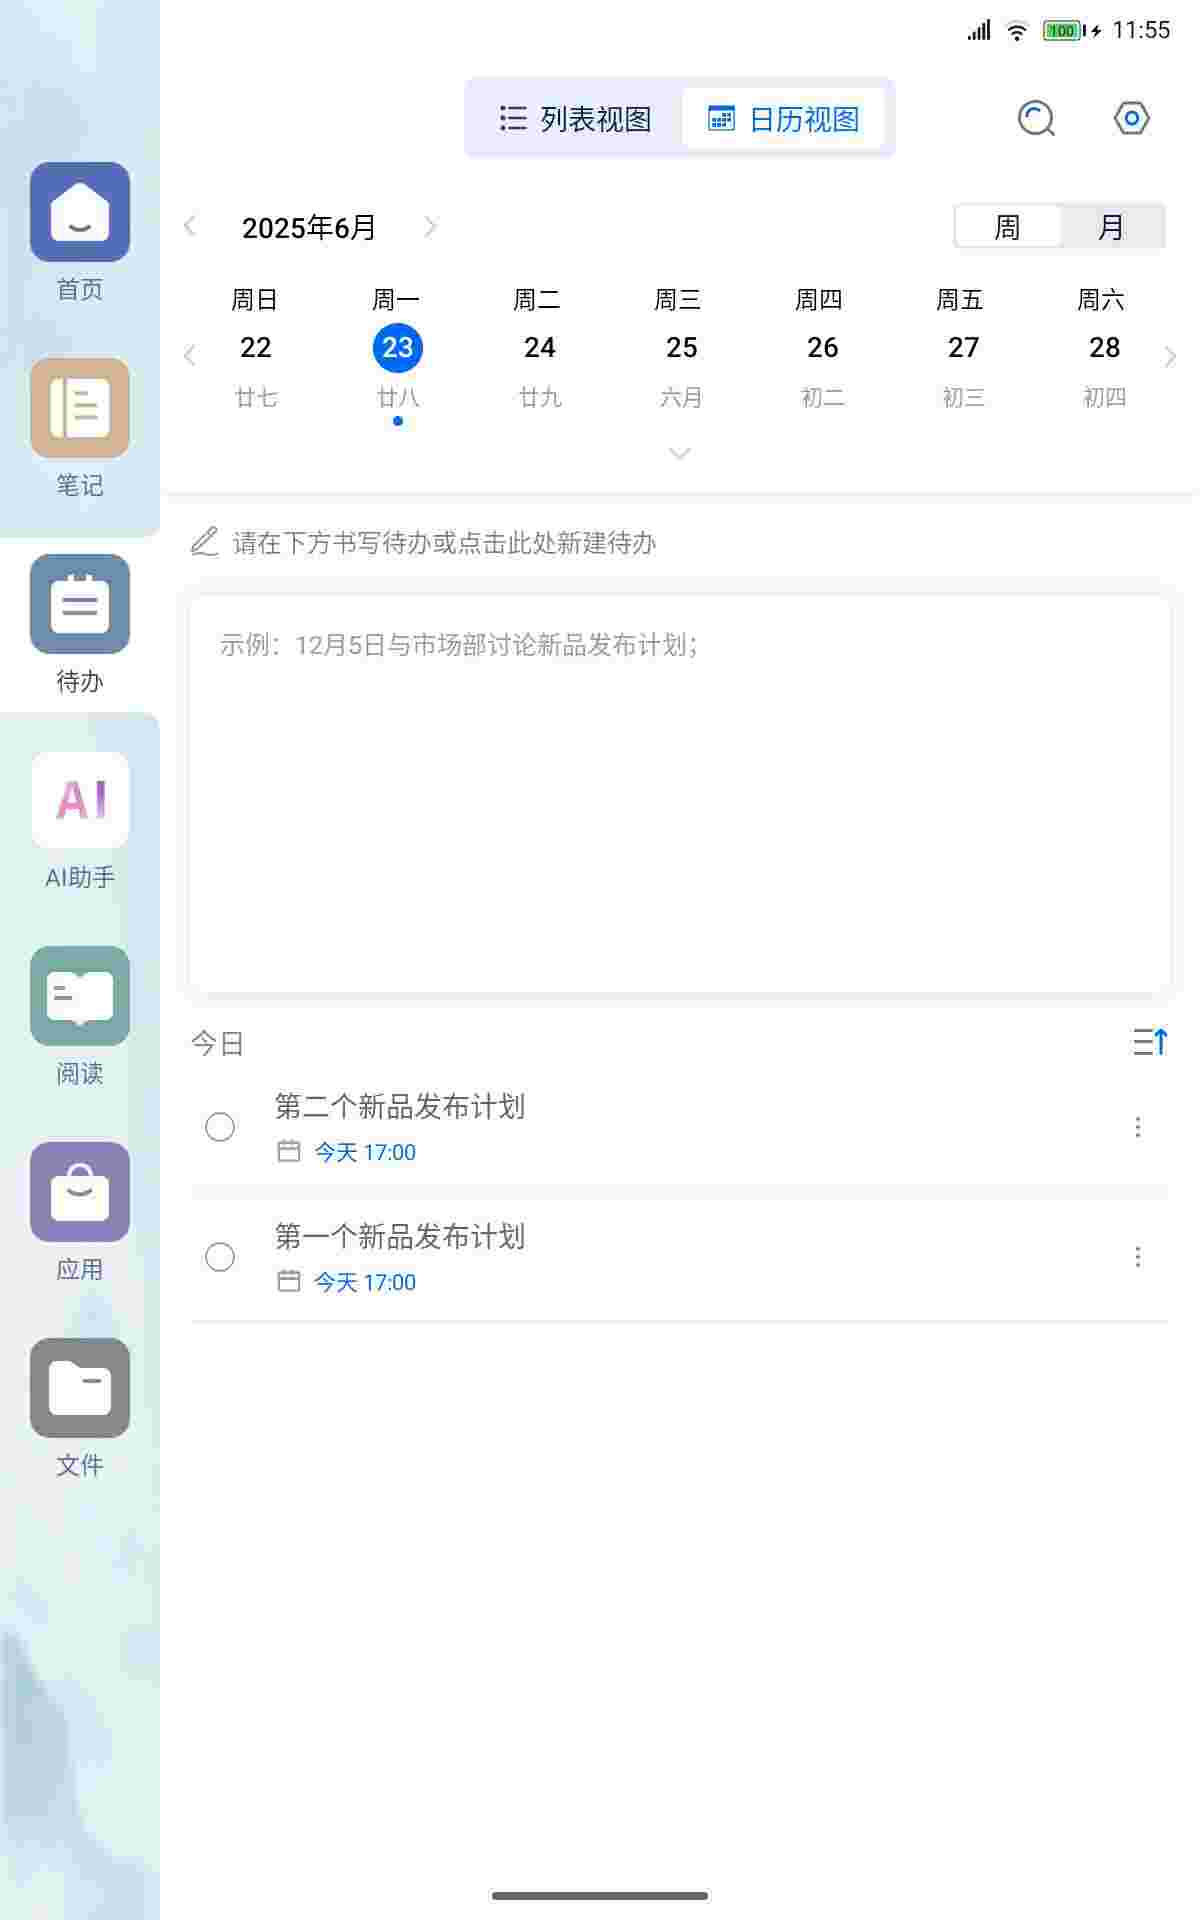 100 11:55
列表视图 日历视图
2025年6月 周 月
周日 周一 周二 周三 周四 周五 周六
22 23 24 25 26 27 28
廿七 廿八 廿九 六月 初二 初三 初四
请在下方书写待办或点击此处新建待办
示例：12月5日与市场部讨论新品发布计划；
今日
第二个新品发布计划
今天 17:00
第一个新品发布计划
今天 17:00
首页
笔记
待办
AI
AI助手
阅读
应用
文件